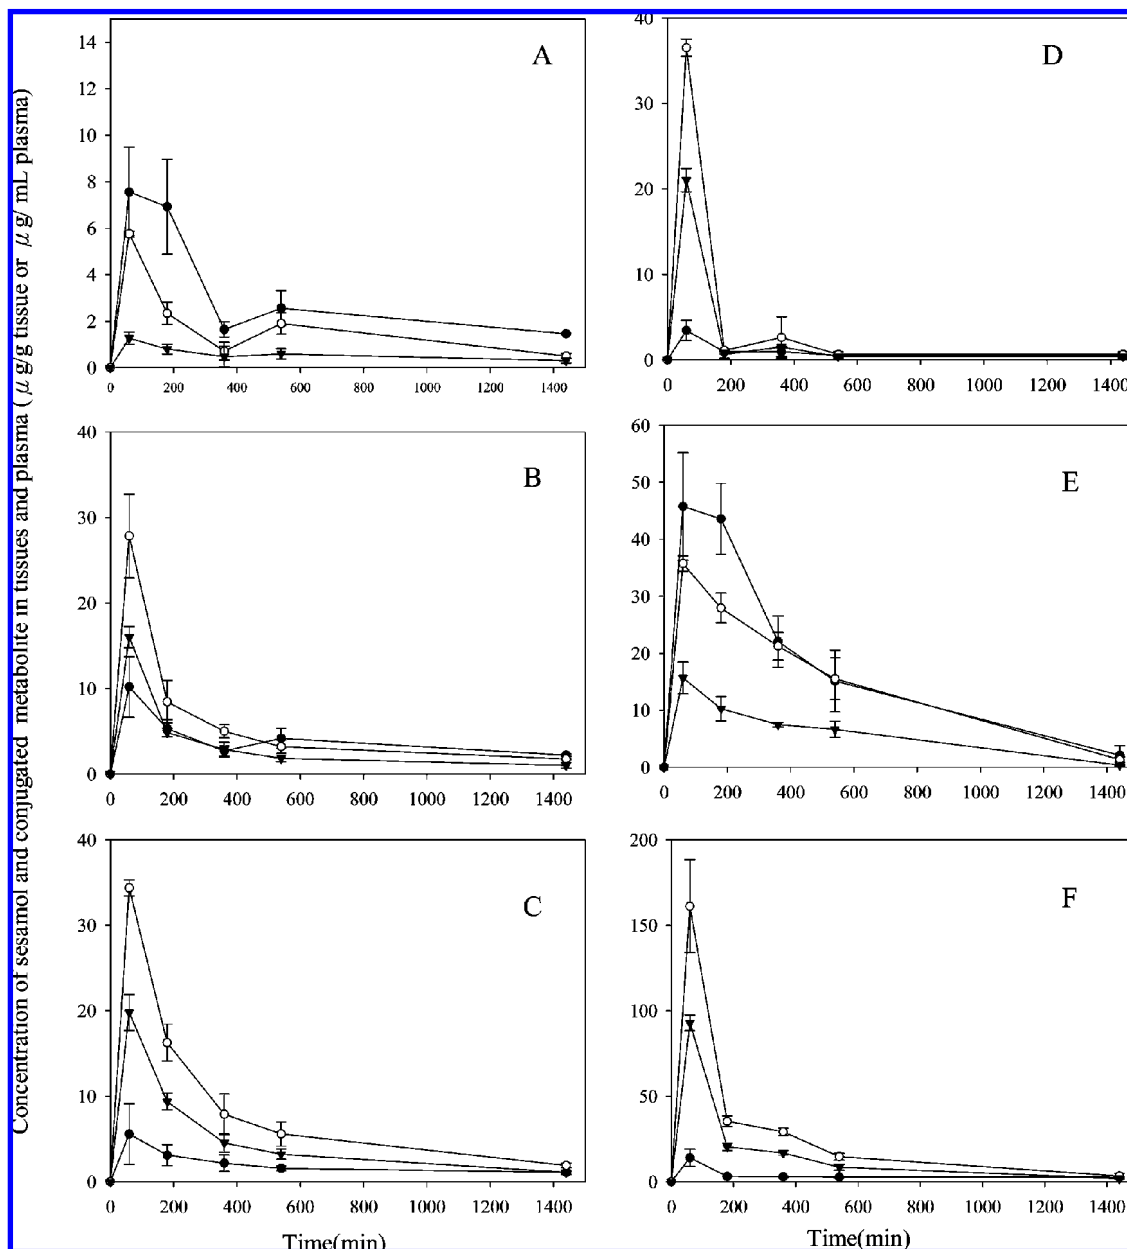 Concentration of sesamol and conjugated metabolite in tissues and plasma (μg/g tissue or μg/ mL plasma)
A
14
12
10
8
6
4
2
0
0 200 400 600 800 1000 1200 1400
D
40
30
20
10
0
0 200 400 600 800 1000 1200 1400
B
40
30
20
10
0
0 200 400 600 800 1000 1200 1400
E
60
50
40
30
20
10
0
0 200 400 600 800 1000 1200 1400
C
40
30
20
10
0
0 200 400 600 800 1000 1200 1400
Time(min)
F
200
150
100
50
0
0 200 400 600 800 1000 1200 1400
Time(min)